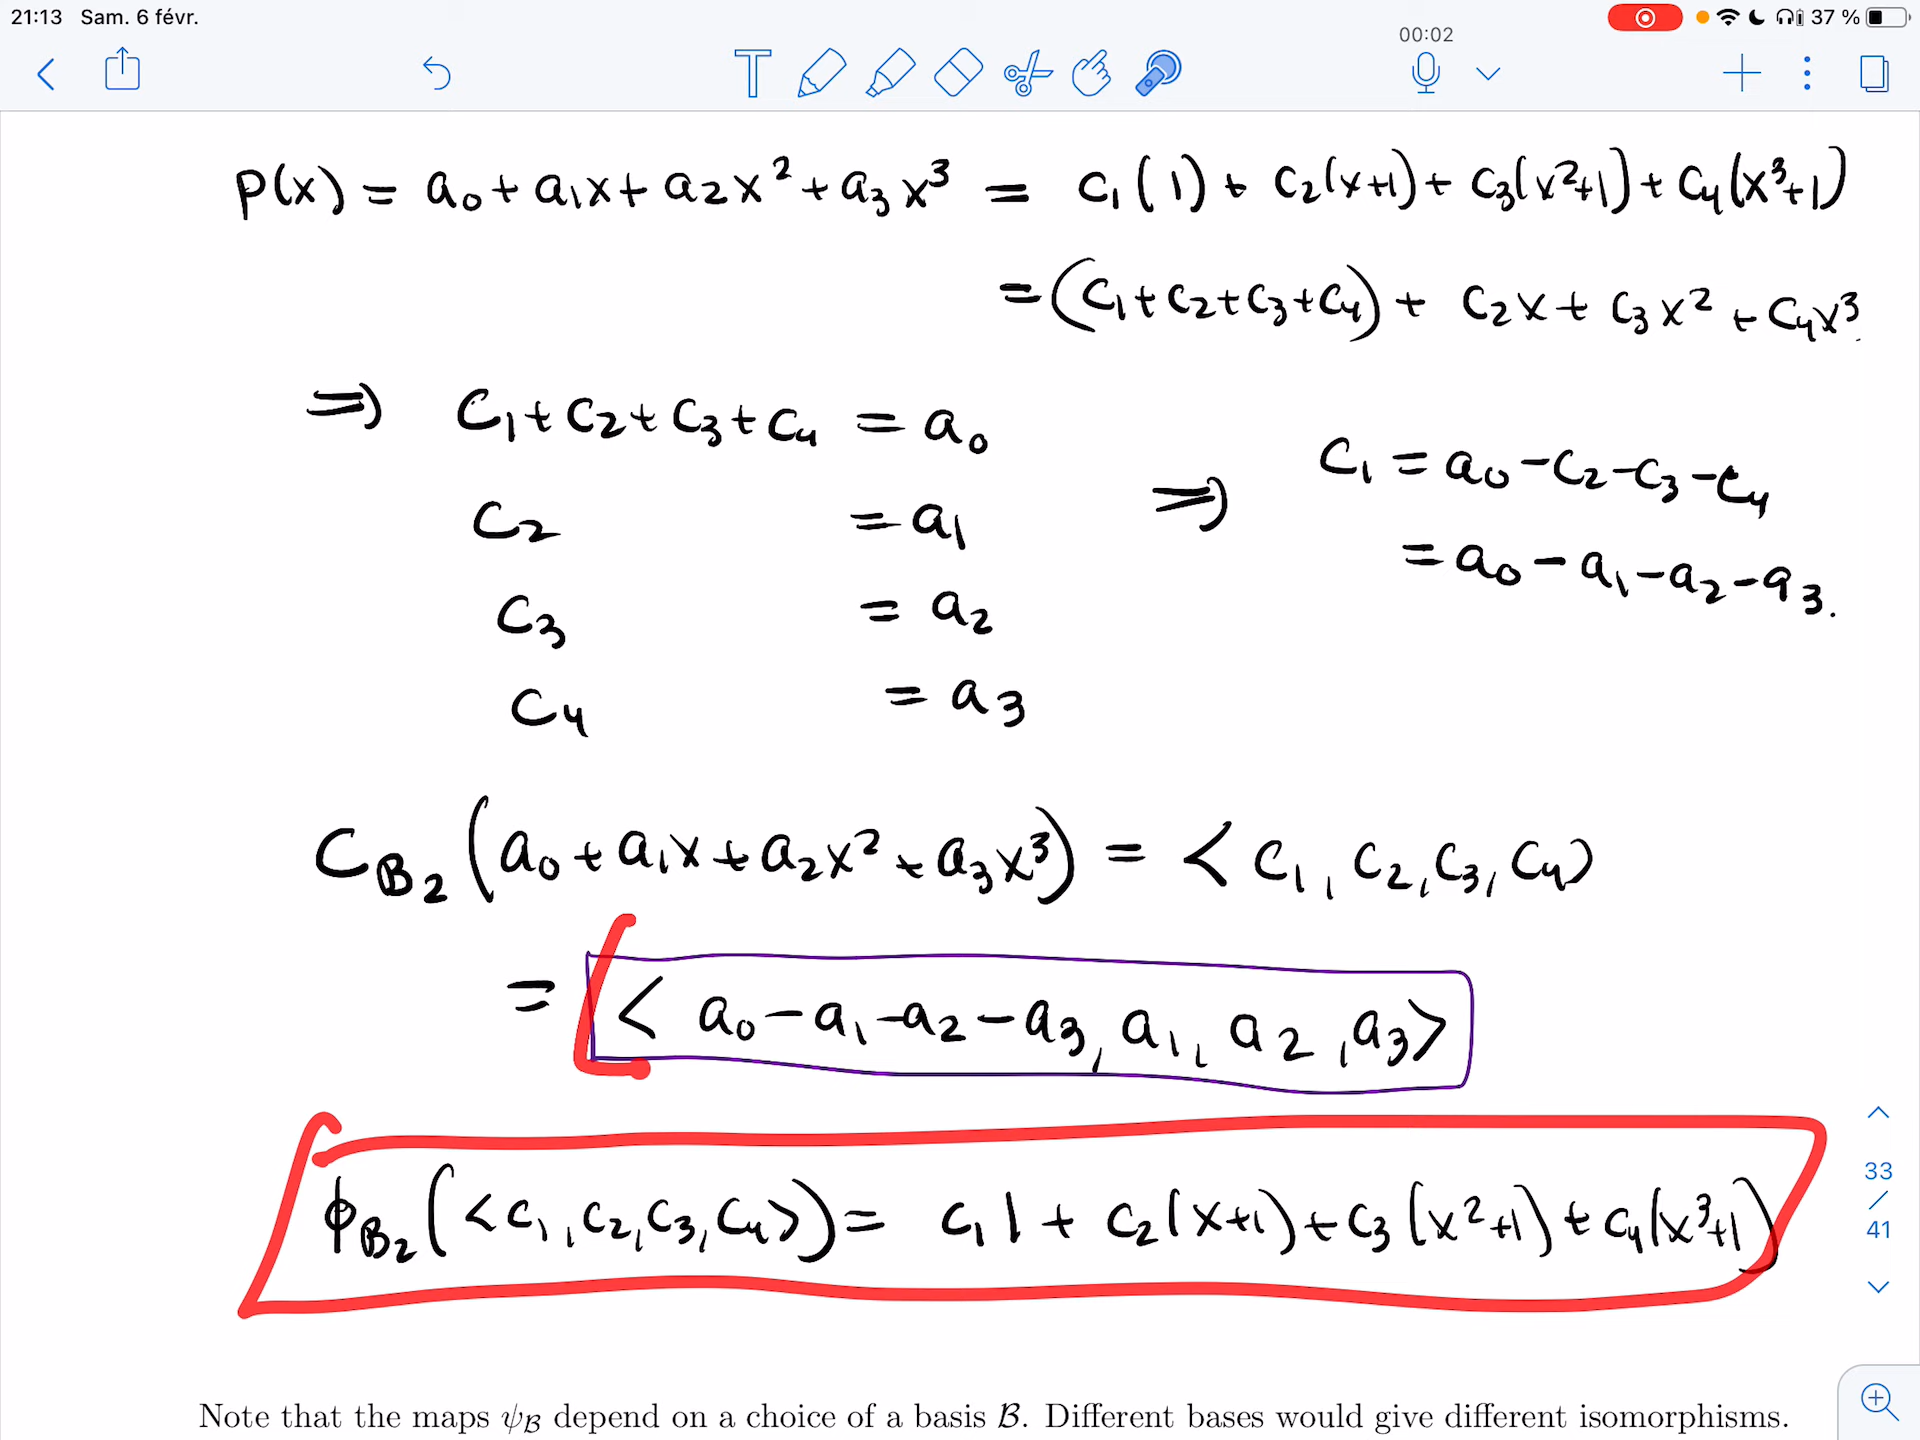 21:13 Sam. 6 févr. 37 %
00:02
T
p(x) = a₀ + a₁x + a₂x² + a₃x³ = c₁(1) + c₂(x+1) + c₃(x²+1) + c₄(x³+1)
= (c₁+c₂+c₃+c₄) + c₂x + c₃x² + c₄x³.
⇒ c₁+c₂+c₃+c₄ = a₀
c₂ = a₁
c₃ = a₂
c₄ = a₃
⇒ c₁ = a₀ - c₂ - c₃ - c₄
= a₀ - a₁ - a₂ - a₃.
C_B₂(a₀ + a₁x + a₂x² + a₃x³) = < c₁, c₂, c₃, c₄>
= < a₀ - a₁ - a₂ - a₃, a₁, a₂, a₃>
ϕ_B₂(<c₁, c₂, c₃, c₄>) = c₁1 + c₂(x+1) + c₃(x²+1) + c₄(x³+1)
33
/
41
Note that the maps ψ_ℬ depend on a choice of a basis ℬ. Different bases would give different isomorphisms.